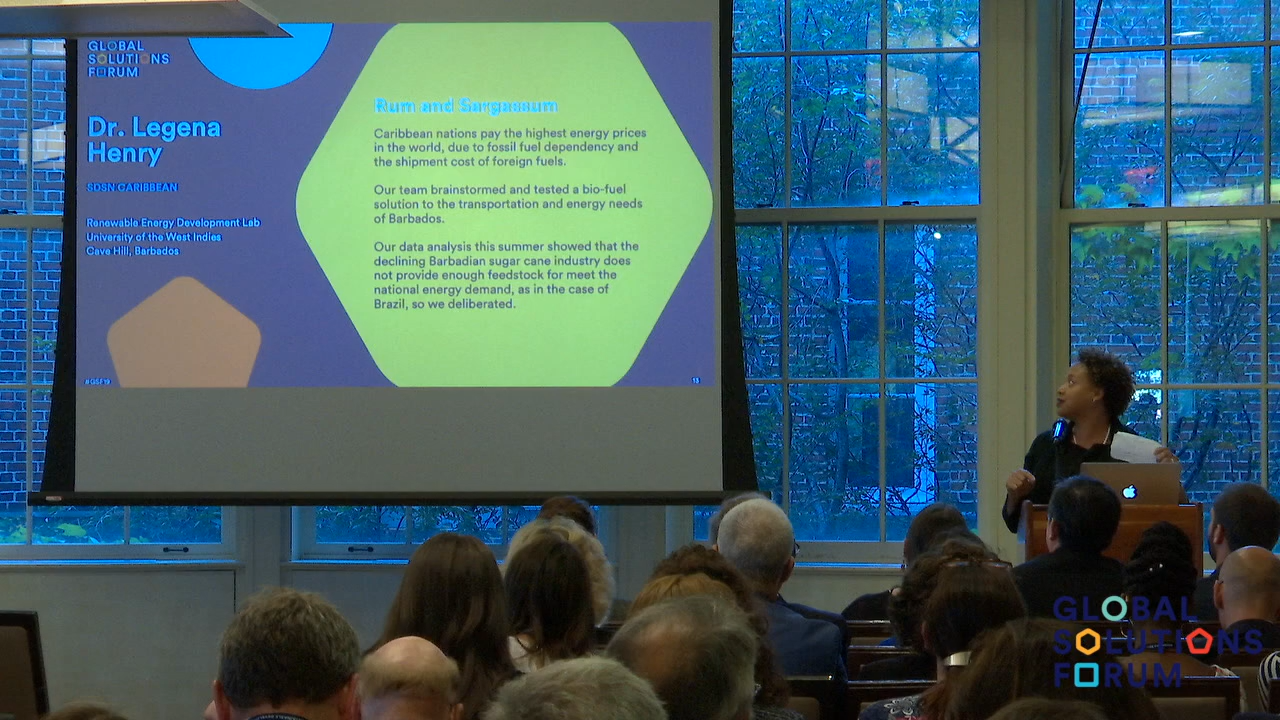 GLOBAL
SOLUTIONS
FORUM
Dr. Legena
Henry
SDSN CARIBBEAN
Renewable Energy Development Lab
University of the West Indies
Cave Hill, Barbados
#GSF19
Rum and Sargassum
Caribbean nations pay the highest energy prices
in the world, due to fossil fuel dependency and
the shipment cost of foreign fuels.
Our team brainstormed and tested a bio-fuel
solution to the transportation and energy needs
of Barbados.
Our data analysis this summer showed that the
declining Barbadian sugar cane industry does
not provide enough feedstock for meet the
national energy demand, as in the case of
Brazil, so we deliberated.
13
GLOBAL
SOLUTIONS
FORUM